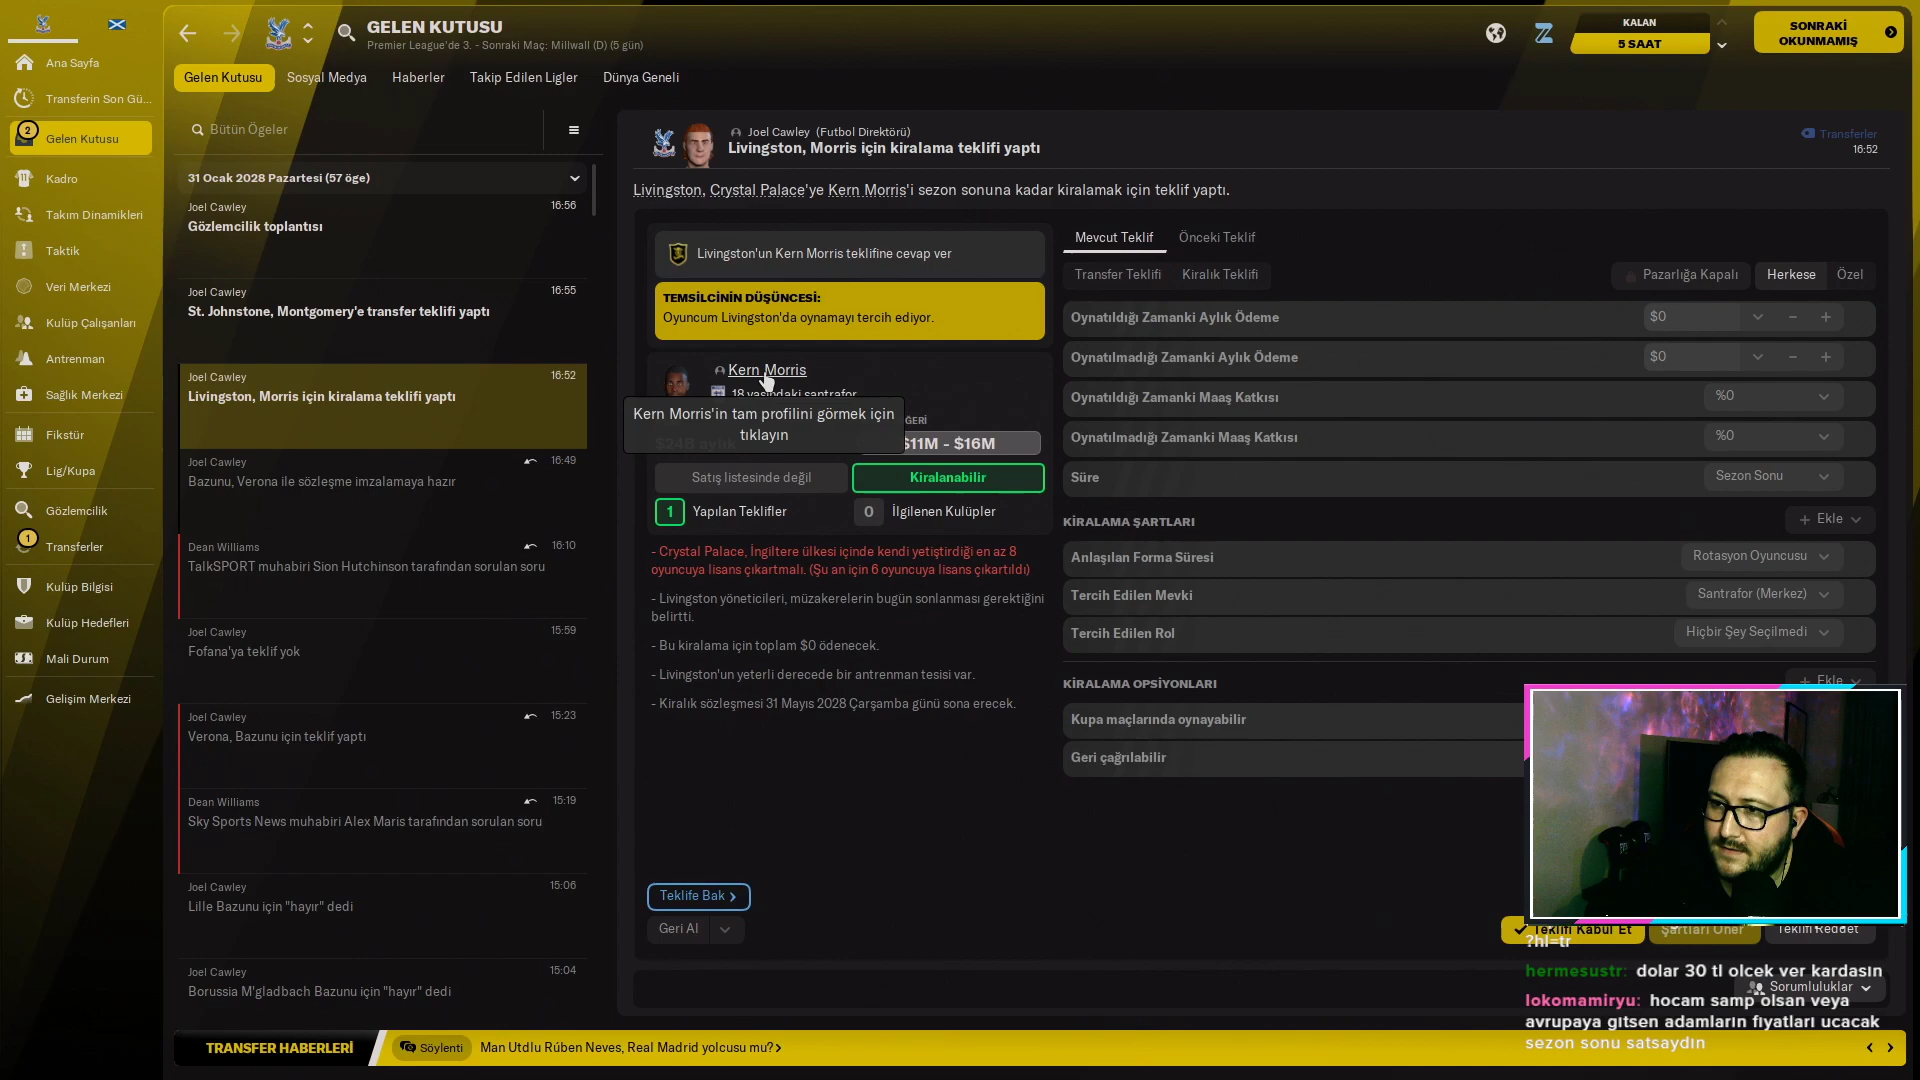 GELEN KUTUSU
Premier League'de 3. - Sonraki Maç: Millwall (D) (5 gün)
KALAN
5 SAAT
SONRAKİ
OKUNMAMIŞ
Gelen Kutusu
Sosyal Medya
Haberler
Takip Edilen Ligler
Dünya Geneli
Ana Sayfa
Transferin Son Gü...
2
Gelen Kutusu
Kadro
Takım Dinamikleri
Taktik
Veri Merkezi
Kulüp Çalışanları
Antrenman
Sağlık Merkezi
Fikstür
Lig/Kupa
Gözlemcilik
1
Transferler
Kulüp Bilgisi
Kulüp Hedefleri
Mali Durum
Gelişim Merkezi
Bütün Ögeler
31 Ocak 2028 Pazartesi (57 öge)
Joel Cawley 16:56
Gözlemcilik toplantısı
Joel Cawley 16:55
St. Johnstone, Montgomery'e transfer teklifi yaptı
Joel Cawley 16:52
Livingston, Morris için kiralama teklifi yaptı
Joel Cawley 16:49
Bazunu, Verona ile sözleşme imzalamaya hazır
Dean Williams 16:10
TalkSPORT muhabiri Sion Hutchinson tarafından sorulan soru
Joel Cawley 15:59
Fofana'ya teklif yok
Joel Cawley 15:23
Verona, Bazunu için teklif yaptı
Dean Williams 15:19
Sky Sports News muhabiri Alex Maris tarafından sorulan soru
Joel Cawley 15:06
Lille Bazunu için "hayır" dedi
Joel Cawley 15:04
Borussia M'gladbach Bazunu için "hayır" dedi
Joel Cawley (Futbol Direktörü)
Livingston, Morris için kiralama teklifi yaptı
Transferler
16:52
Livingston, Crystal Palace'ye Kern Morris'i sezon sonuna kadar kiralamak için teklif yaptı.
Livingston'un Kern Morris teklifine cevap ver
TEMSİLCİNİN DÜŞÜNCESİ:
Oyuncum Livingston'da oynamayı tercih ediyor.
Kern Morris
18 yaşındaki santrafor
Kern Morris'in tam profilini görmek için
tıklayın
ĞERİ
$11M - $16M
Satış listesinde değil
Kiralanabilir
1 Yapılan Teklifler
0 İlgilenen Kulüpler
- Crystal Palace, İngiltere ülkesi içinde kendi yetiştirdiği en az 8
oyuncuya lisans çıkartmalı. (Şu an için 6 oyuncuya lisans çıkartıldı)
- Livingston yöneticileri, müzakerelerin bugün sonlanması gerektiğini
belirtti.
- Bu kiralama için toplam $0 ödenecek.
- Livingston'un yeterli derecede bir antrenman tesisi var.
- Kiralık sözleşmesi 31 Mayıs 2028 Çarşamba günü sona erecek.
Teklife Bak
Geri Al
Mevcut Teklif
Önceki Teklif
Transfer Teklifi
Kiralık Teklifi
Pazarlığa Kapalı
Herkese
Özel
Oynatıldığı Zamanki Aylık Ödeme $0
Oynatılmadığı Zamanki Aylık Ödeme $0
Oynatıldığı Zamanki Maaş Katkısı %0
Oynatılmadığı Zamanki Maaş Katkısı %0
Süre Sezon Sonu
KİRALAMA ŞARTLARI
Ekle
Anlaşılan Forma Süresi Rotasyon Oyuncusu
Tercih Edilen Mevki Santrafor (Merkez)
Tercih Edilen Rol Hiçbir Şey Seçilmedi
KİRALAMA OPSİYONLARI
Ekle
Kupa maçlarında oynayabilir
Geri çağrılabilir
Teklifi Kabul Et
Şartları Öner
Teklifi Reddet
?hl=tr
hermesustr: dolar 30 tl olcek ver kardasın
Sorumluluklar
lokomamiryu: hocam samp olsan veya
avrupaya gitsen adamların fiyatları ucacak
sezon sonu satsaydın
TRANSFER HABERLERİ
Söylenti
Man Utdlu Rúben Neves, Real Madrid yolcusu mu?